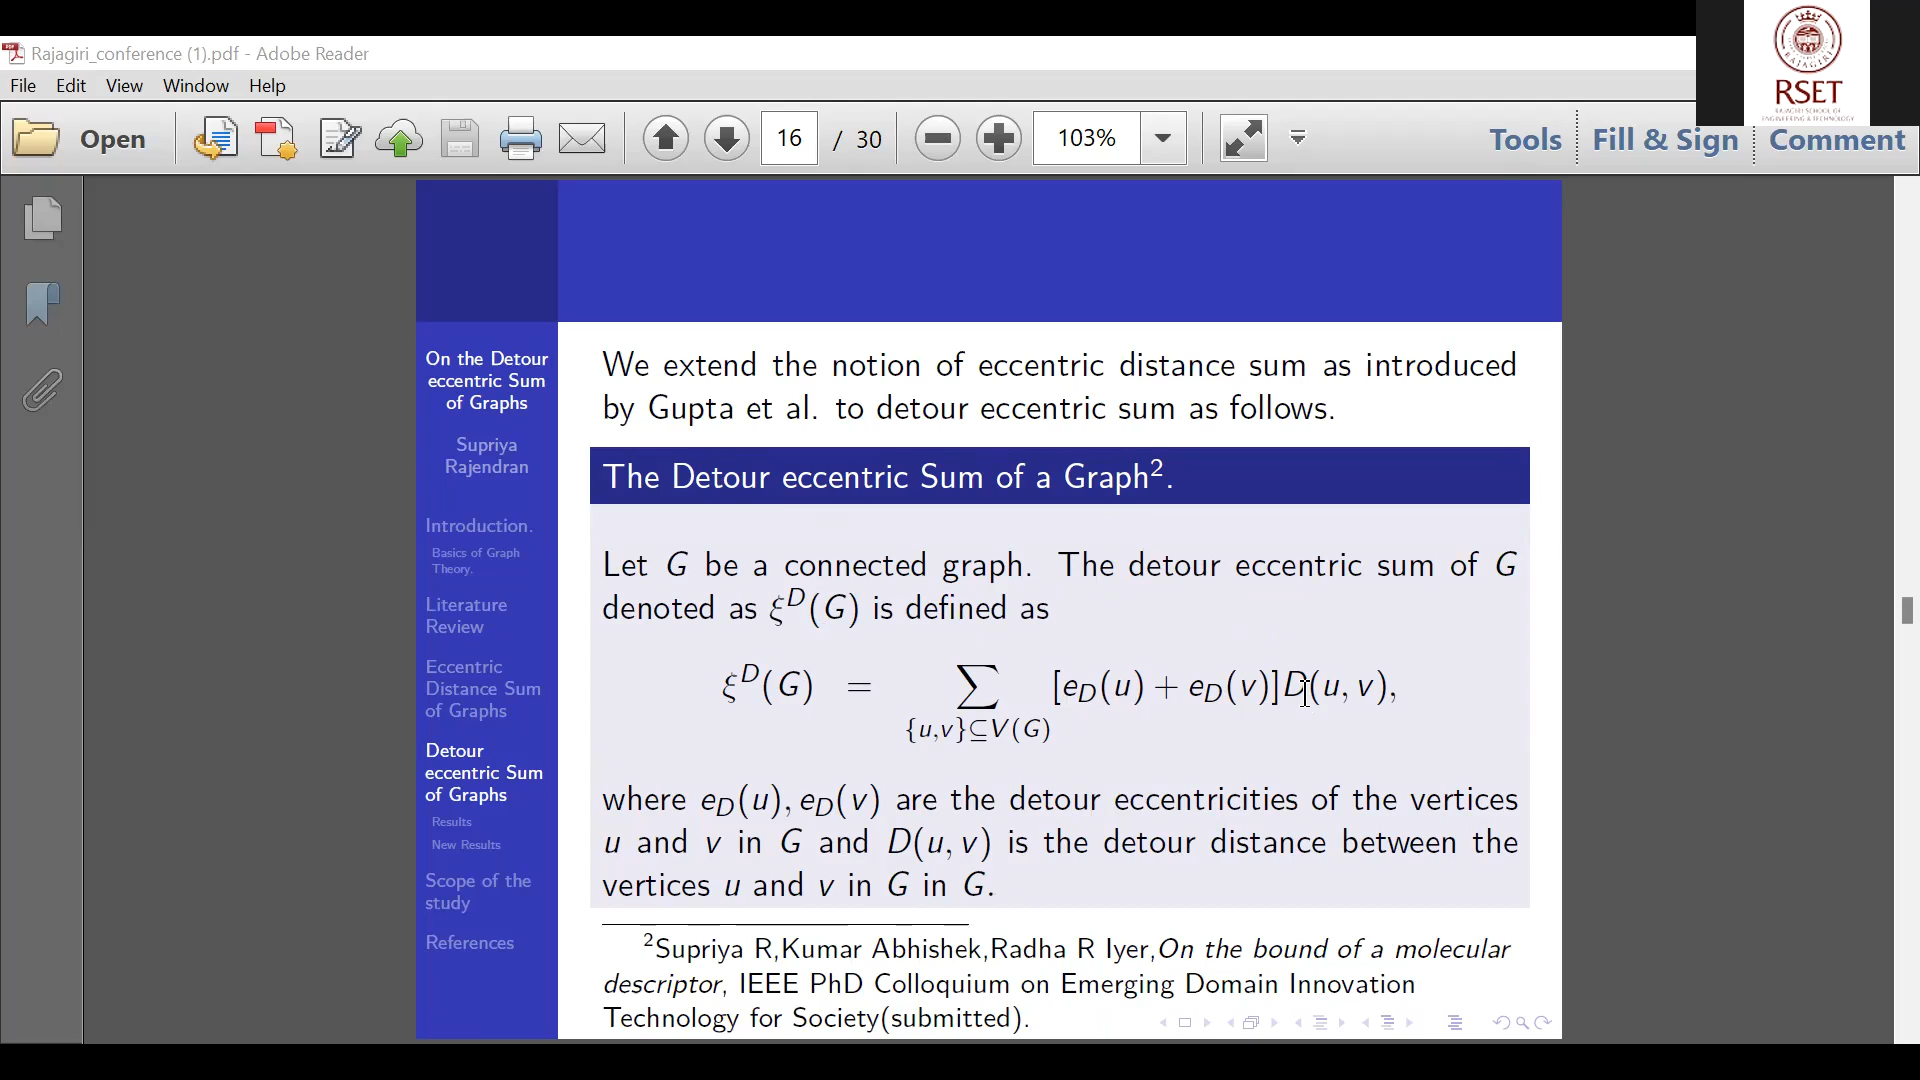 Rajagiri_conference (1).pdf - Adobe Reader
RSET
RAJAGIRI SCHOOL OF
ENGINEERING & TECHNOLOGY
File Edit View Window Help
Open 16 / 30 103% Tools Fill & Sign Comment
On the Detour
eccentric Sum
of Graphs
Supriya
Rajendran
Introduction.
Basics of Graph
Theory.
Literature
Review
Eccentric
Distance Sum
of Graphs
Detour
eccentric Sum
of Graphs
Results
New Results
Scope of the
study
References
We extend the notion of eccentric distance sum as introduced
by Gupta et al. to detour eccentric sum as follows.
The Detour eccentric Sum of a Graph².
Let G be a connected graph. The detour eccentric sum of G
denoted as ξ^D(G) is defined as
ξ^D(G) = ∑ [e_D(u) + e_D(v)]D(u, v),
{u,v}⊆V(G)
where e_D(u), e_D(v) are the detour eccentricities of the vertices
u and v in G and D(u, v) is the detour distance between the
vertices u and v in G in G.
²Supriya R,Kumar Abhishek,Radha R Iyer,On the bound of a molecular
descriptor, IEEE PhD Colloquium on Emerging Domain Innovation
Technology for Society(submitted).